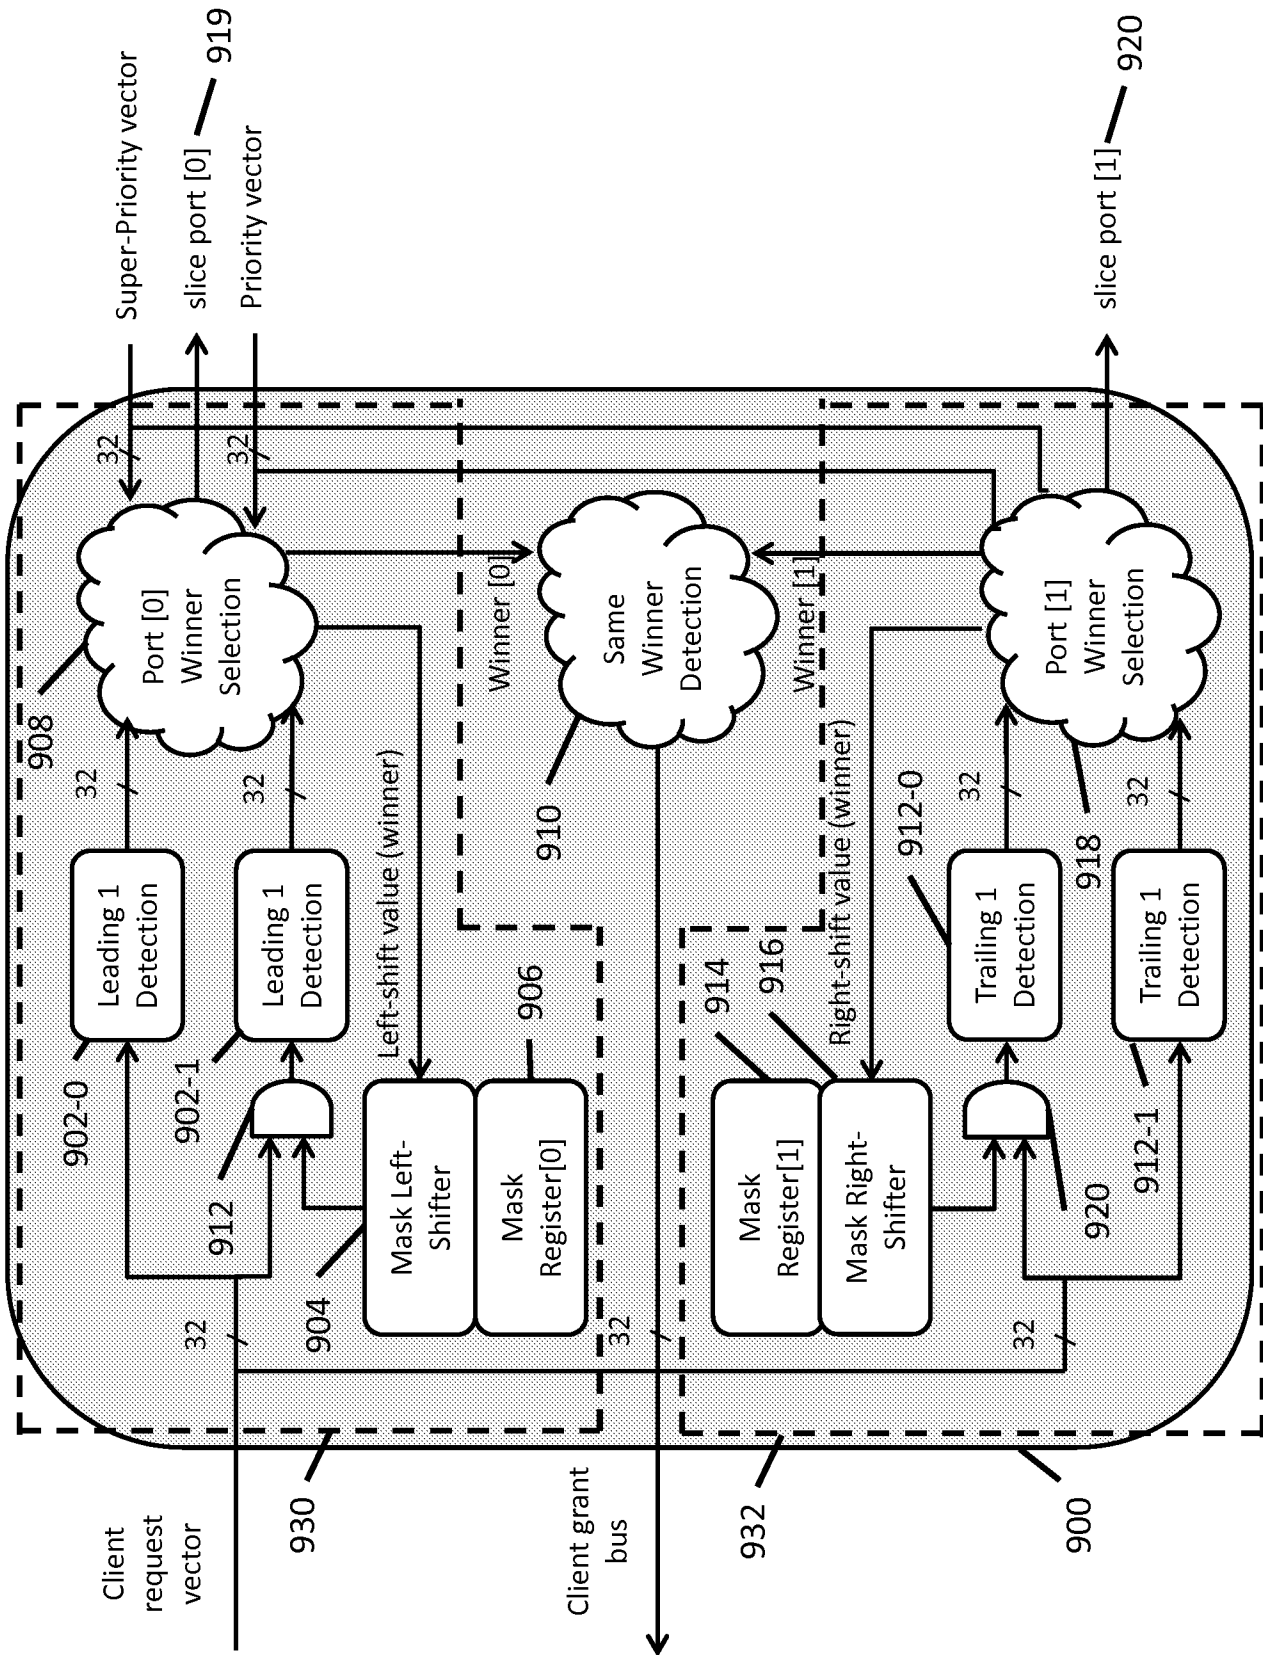 Client
request
vector
930
Client grant
bus
932
900
32
902-0
902-1
912
904
Leading 1
Detection
Leading 1
Detection
Mask Left-
Shifter
Mask
Register[0]
906
32
32
908
Port [0]
Winner
Selection
Left-shift value (winner)
32
32
Super-Priority vector
slice port [0]
919
Priority vector
Winner [0]
910
Same
Winner
Detection
Winner [1]
32
914
916
Mask
Register[1]
Mask Right-
Shifter
Right-shift value (winner)
32
920
912-0
912-1
Trailing 1
Detection
Trailing 1
Detection
32
32
918
Port [1]
Winner
Selection
slice port [1]
920